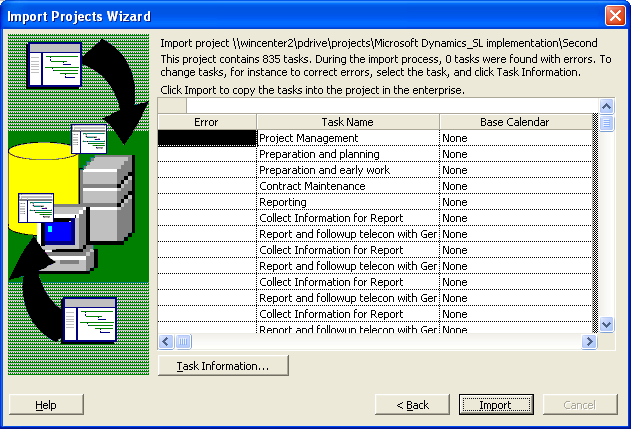 Import Projects Wizard
Import project \\wincenter2\pdrive\projects\Microsoft Dynamics_SL implementation\Second
This project contains 835 tasks. During the import process, 0 tasks were found with errors. To
change tasks, for instance to correct errors, select the task, and click Task Information.
Click Import to copy the tasks into the project in the enterprise.
Error Task Name Base Calendar
Project Management None
Preparation and planning None
Preparation and early work None
Contract Maintenance None
Reporting None
Collect Information for Report None
Report and followup telecon with Ger None
Collect Information for Report None
Report and followup telecon with Ger None
Collect Information for Report None
Report and followup telecon with Ger None
Collect Information for Report None
Report and followup telecon with Ger None
Task Information...
Help < Back Import Cancel